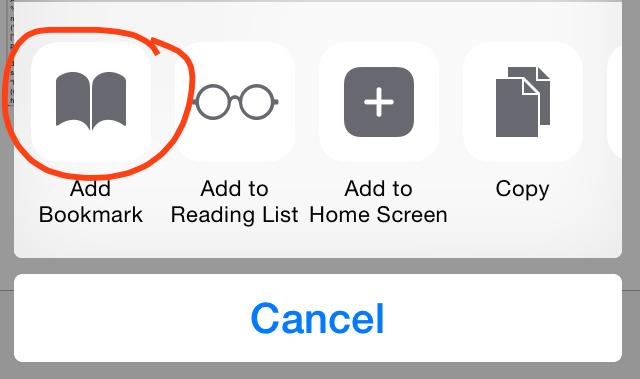 Add
Bookmark
Add to
Reading List
Add to
Home Screen
Copy
Cancel